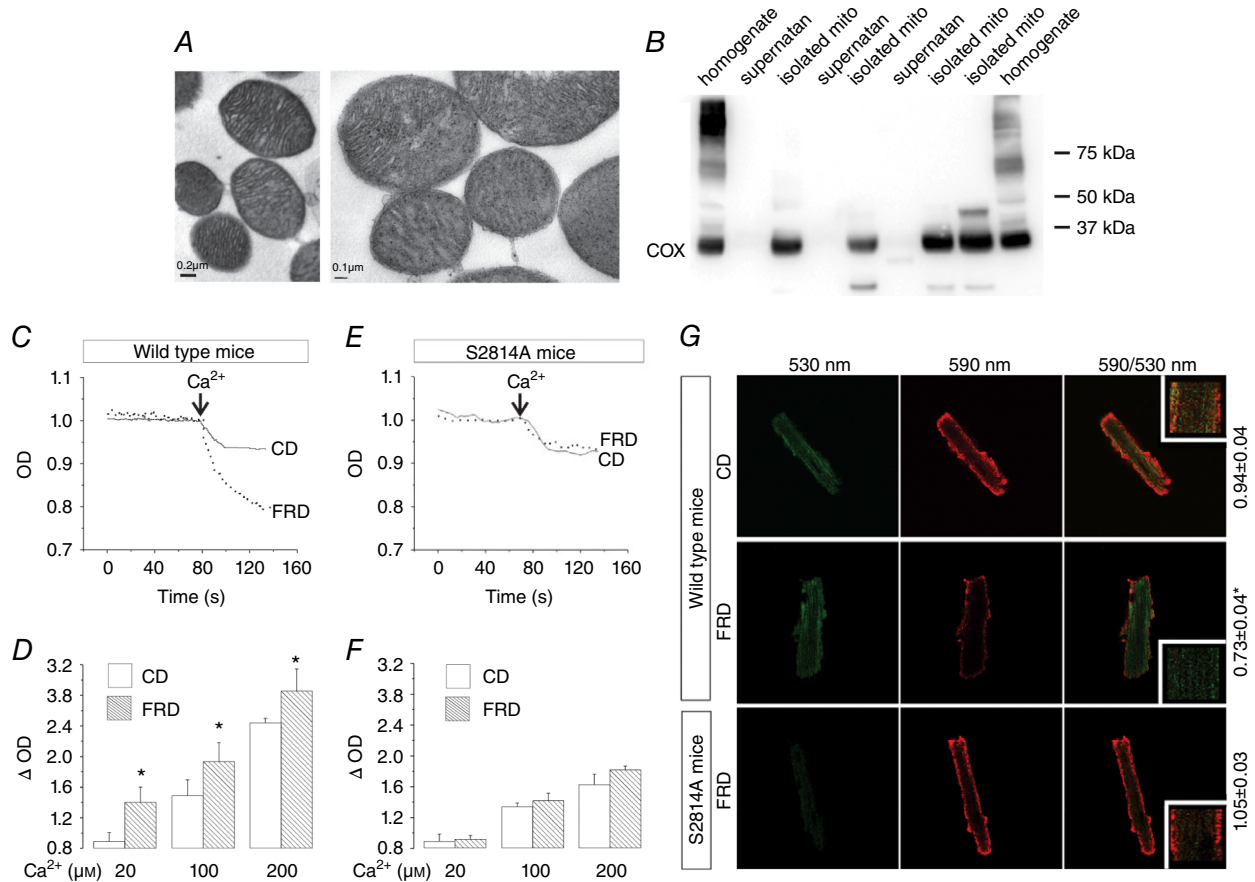 A
0.2µm
0.1µm
B
homogenate
supernatan
isolated mito
supernatan
isolated mito
supernatan
isolated mito
isolated mito
homogenate
75 kDa
50 kDa
37 kDa
COX
C
Wild type mice
1.1
1.0
0.9
0.8
0.7
OD
Ca²⁺
CD
FRD
0 40 80 120 160
Time (s)
E
S2814A mice
1.1
1.0
0.9
0.8
0.7
OD
Ca²⁺
FRD
CD
0 40 80 120 160
Time (s)
D
3.2
3.2
2.4
1.6
1.2
0.8
Δ OD
CD
FRD
*
*
*
Ca²⁺ (µM) 20 100 200
F
3.2
3.2
2.4
1.6
1.2
0.8
Δ OD
CD
FRD
Ca²⁺ (µM) 20 100 200
G
530 nm 590 nm 590/530 nm
Wild type mice
CD
0.94±0.04
FRD
0.73±0.04*
S2814A mice
FRD
1.05±0.03